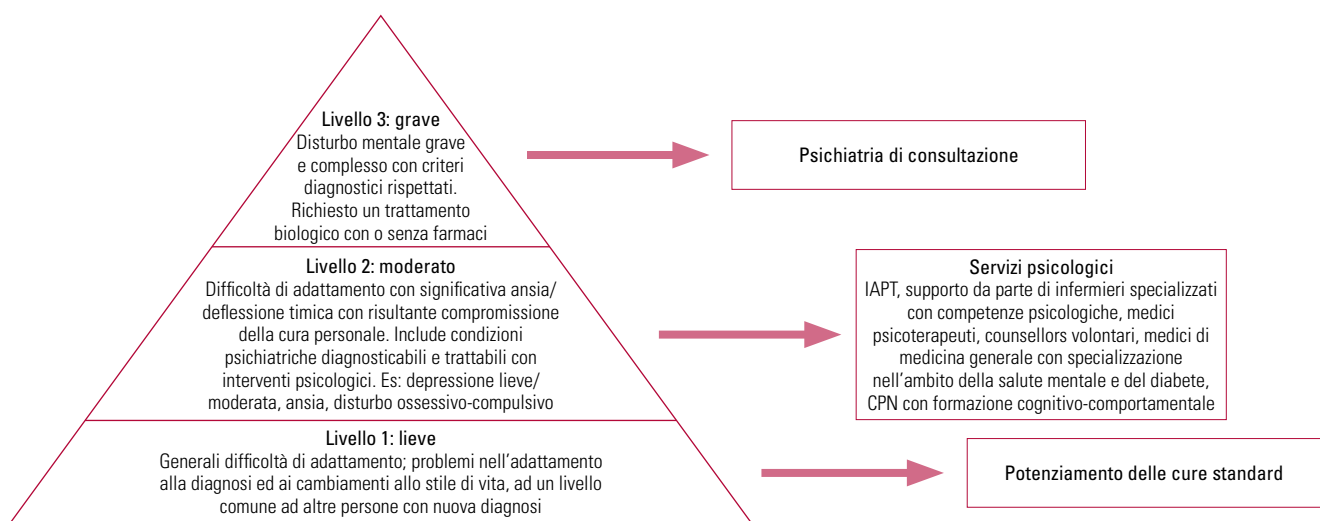 Livello 3: grave
Disturbo mentale grave
e complesso con criteri
diagnostici rispettati.
Richiesto un trattamento
biologico con o senza farmaci
Psichiatria di consultazione
Livello 2: moderato
Difficoltà di adattamento con significativa ansia/
deflessione timica con risultante compromissione
della cura personale. Include condizioni
psichiatriche diagnosticabili e trattabili con
interventi psicologici. Es: depressione lieve/
moderata, ansia, disturbo ossessivo-compulsivo
Servizi psicologici
IAPT, supporto da parte di infermieri specializzati
con competenze psicologiche, medici
psicoterapeuti, counsellors volontari, medici di
medicina generale con specializzazione
nell'ambito della salute mentale e del diabete,
CPN con formazione cognitivo-comportamentale
Livello 1: lieve
Generali difficoltà di adattamento; problemi nell'adattamento
alla diagnosi ed ai cambiamenti allo stile di vita, ad un livello
comune ad altre persone con nuova diagnosi
Potenziamento delle cure standard